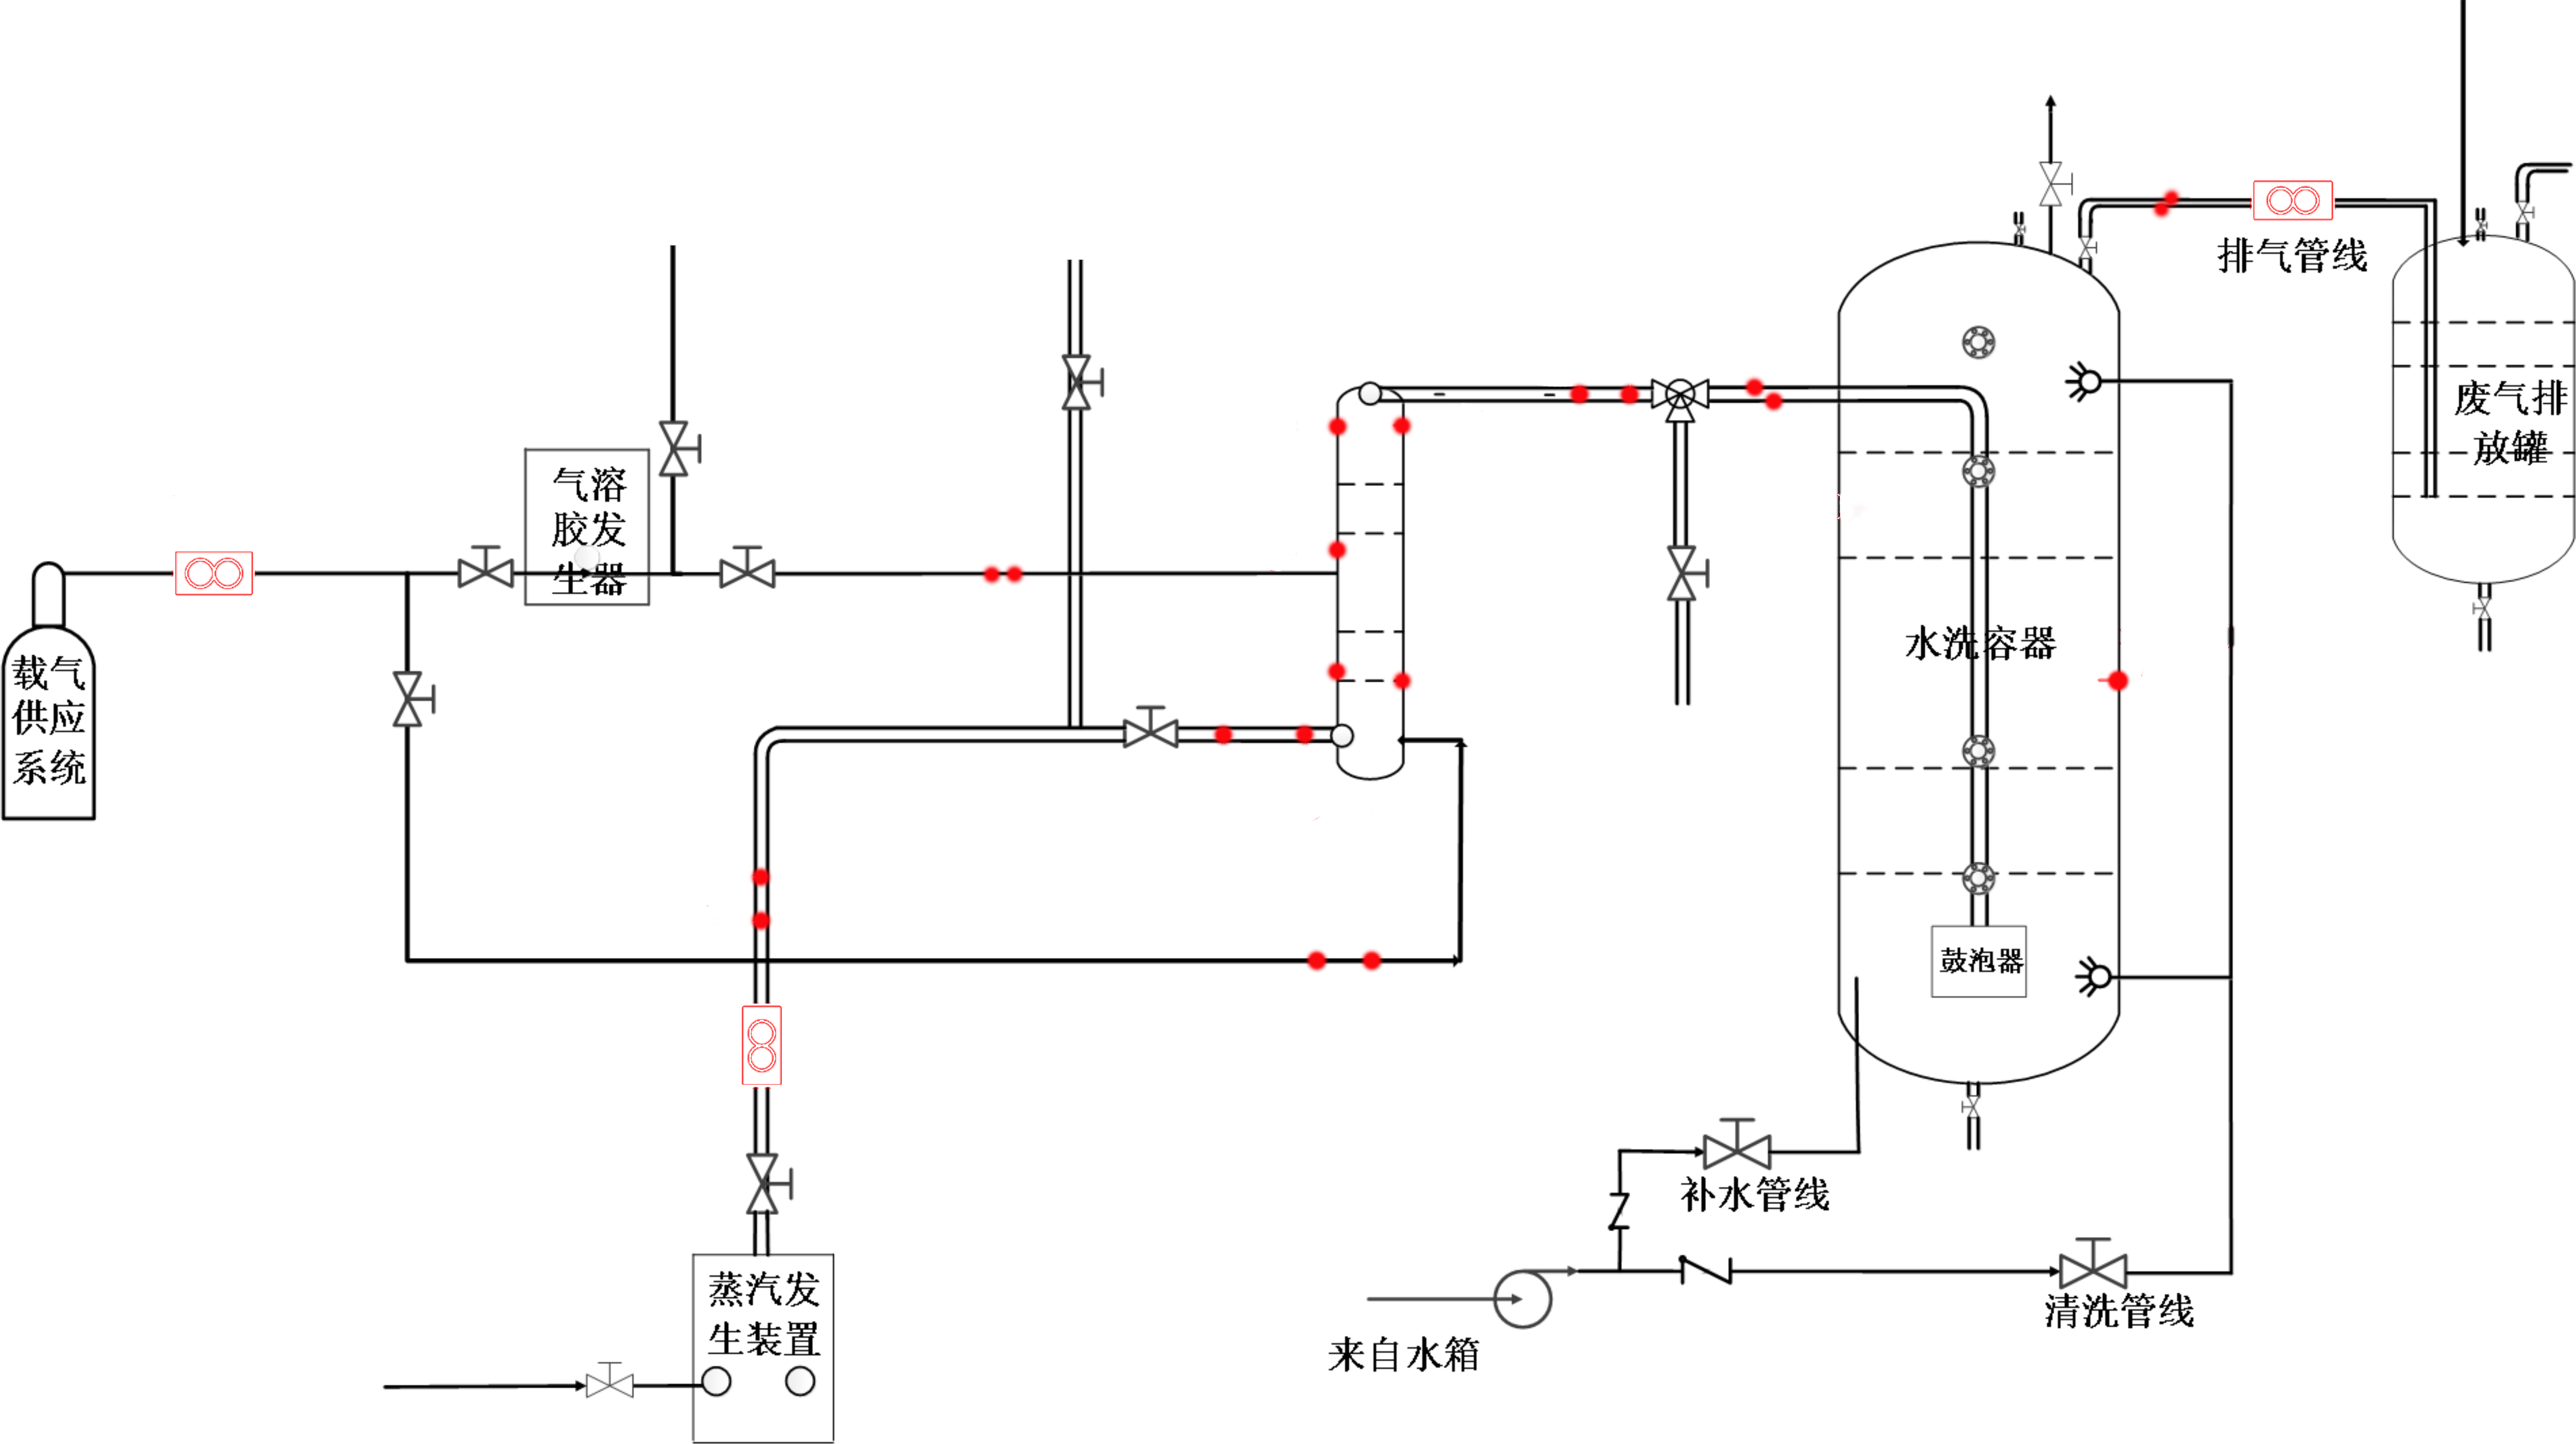 排气管线
废气排
放罐
气溶
胶发
生器
载气
供应
系统
水洗容器
鼓泡器
补水管线
蒸汽发
生装置
来自水箱
清洗管线